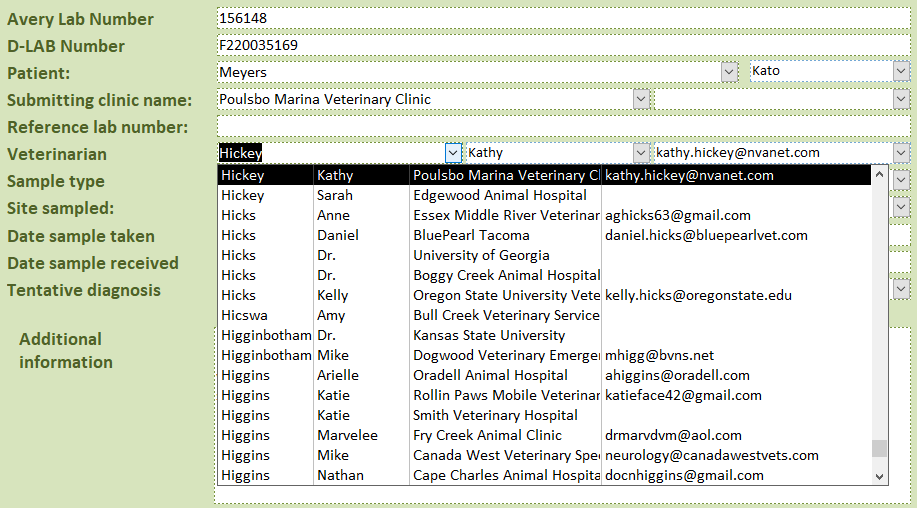 Avery Lab Number 156148
D-LAB Number F220035169
Patient: Meyers Kato
Submitting clinic name: Poulsbo Marina Veterinary Clinic
Reference lab number:
Veterinarian Hickey Kathy kathy.hickey@nvanet.com
Sample type
Site sampled:
Date sample taken
Date sample received
Tentative diagnosis
Additional
information
Hickey Kathy Poulsbo Marina Veterinary Cl kathy.hickey@nvanet.com
Hickey Sarah Edgewood Animal Hospital
Hicks Anne Essex Middle River Veterinar aghicks63@gmail.com
Hicks Daniel BluePearl Tacoma daniel.hicks@bluepearlvet.com
Hicks Dr. University of Georgia
Hicks Dr. Boggy Creek Animal Hospital
Hicks Kelly Oregon State University Vete kelly.hicks@oregonstate.edu
Hicswa Amy Bull Creek Veterinary Service
Higginbotham Dr. Kansas State University
Higginbotham Mike Dogwood Veterinary Emerge mhigg@bvns.net
Higgins Arielle Oradell Animal Hospital ahiggins@oradell.com
Higgins Katie Rollin Paws Mobile Veterinar katieface42@gmail.com
Higgins Katie Smith Veterinary Hospital
Higgins Marvelee Fry Creek Animal Clinic drmarvdvm@aol.com
Higgins Mike Canada West Veterinary Spe neurology@canadawestvets.com
Higgins Nathan Cape Charles Animal Hospital docnhiggins@gmail.com